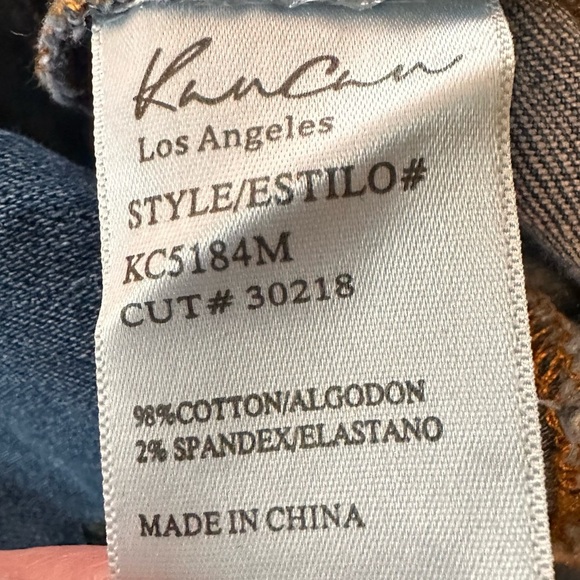 KanCan
Los Angeles
STYLE/ESTILO#
KC5184M
CUT# 30218
98%COTTON/ALGODON
2% SPANDEX/ELASTANO
MADE IN CHINA